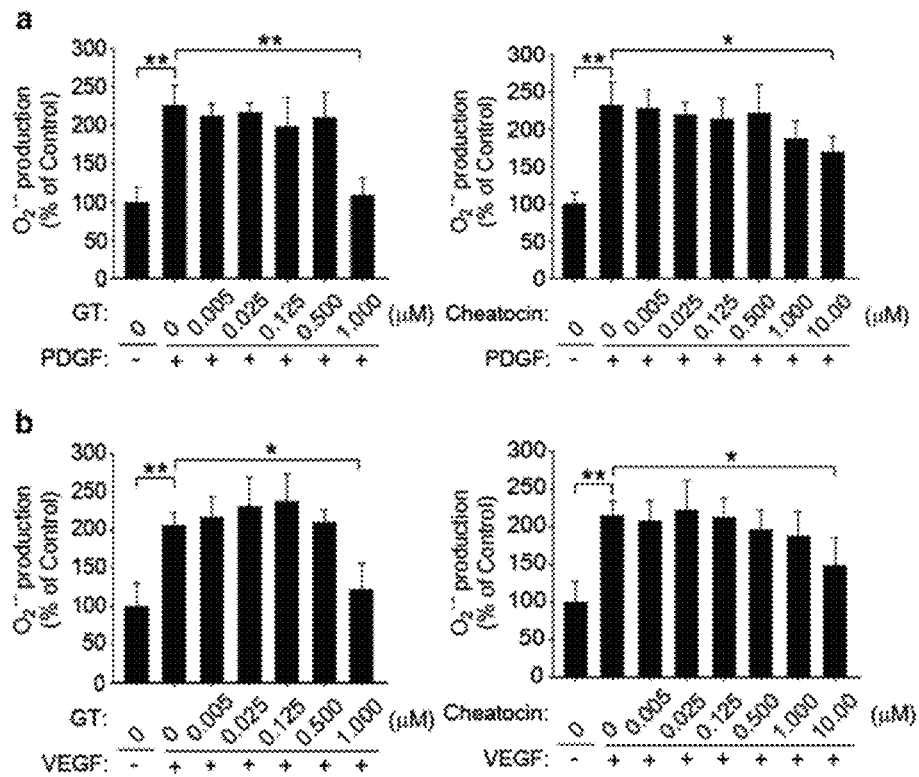 a
300
250
200
150
100
50
0
O2·− production
(% of Control)
**
**
GT: 0 0 0.005 0.025 0.125 0.500 1.000 (μM)
PDGF: - + + + + + +
300
250
200
150
100
50
0
O2·− production
(% of Control)
**
*
Cheatocin: 0 0 0.005 0.025 0.125 0.500 1.000 10.00 (μM)
PDGF: - + + + + + + +
b
300
250
200
150
100
50
0
O2·− production
(% of Control)
**
*
GT: 0 0 0.005 0.025 0.125 0.500 1.000 (μM)
VEGF: - + + + + + +
300
250
200
150
100
50
0
O2·− production
(% of Control)
**
*
Cheatocin: 0 0 0.005 0.025 0.125 0.500 1.000 10.00 (μM)
VEGF: - + + + + + + +